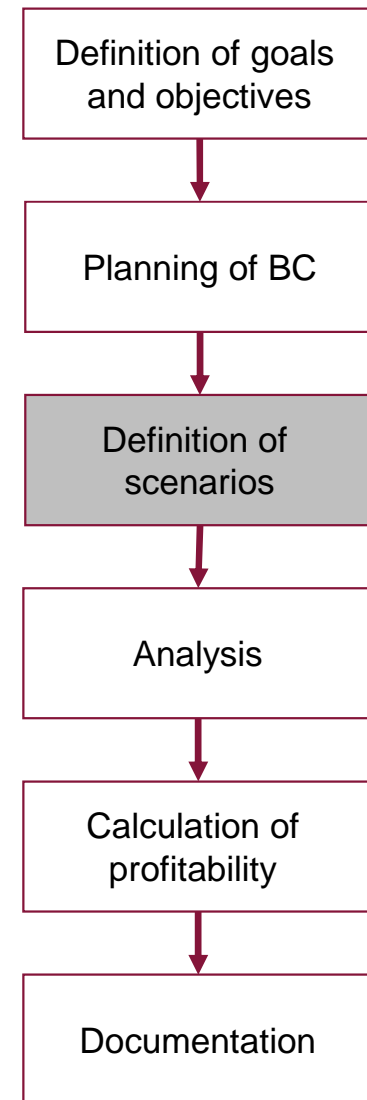 Definition of goals
and objectives
Planning of BC
Definition of
scenarios
Analysis
Calculation of
profitability
Documentation